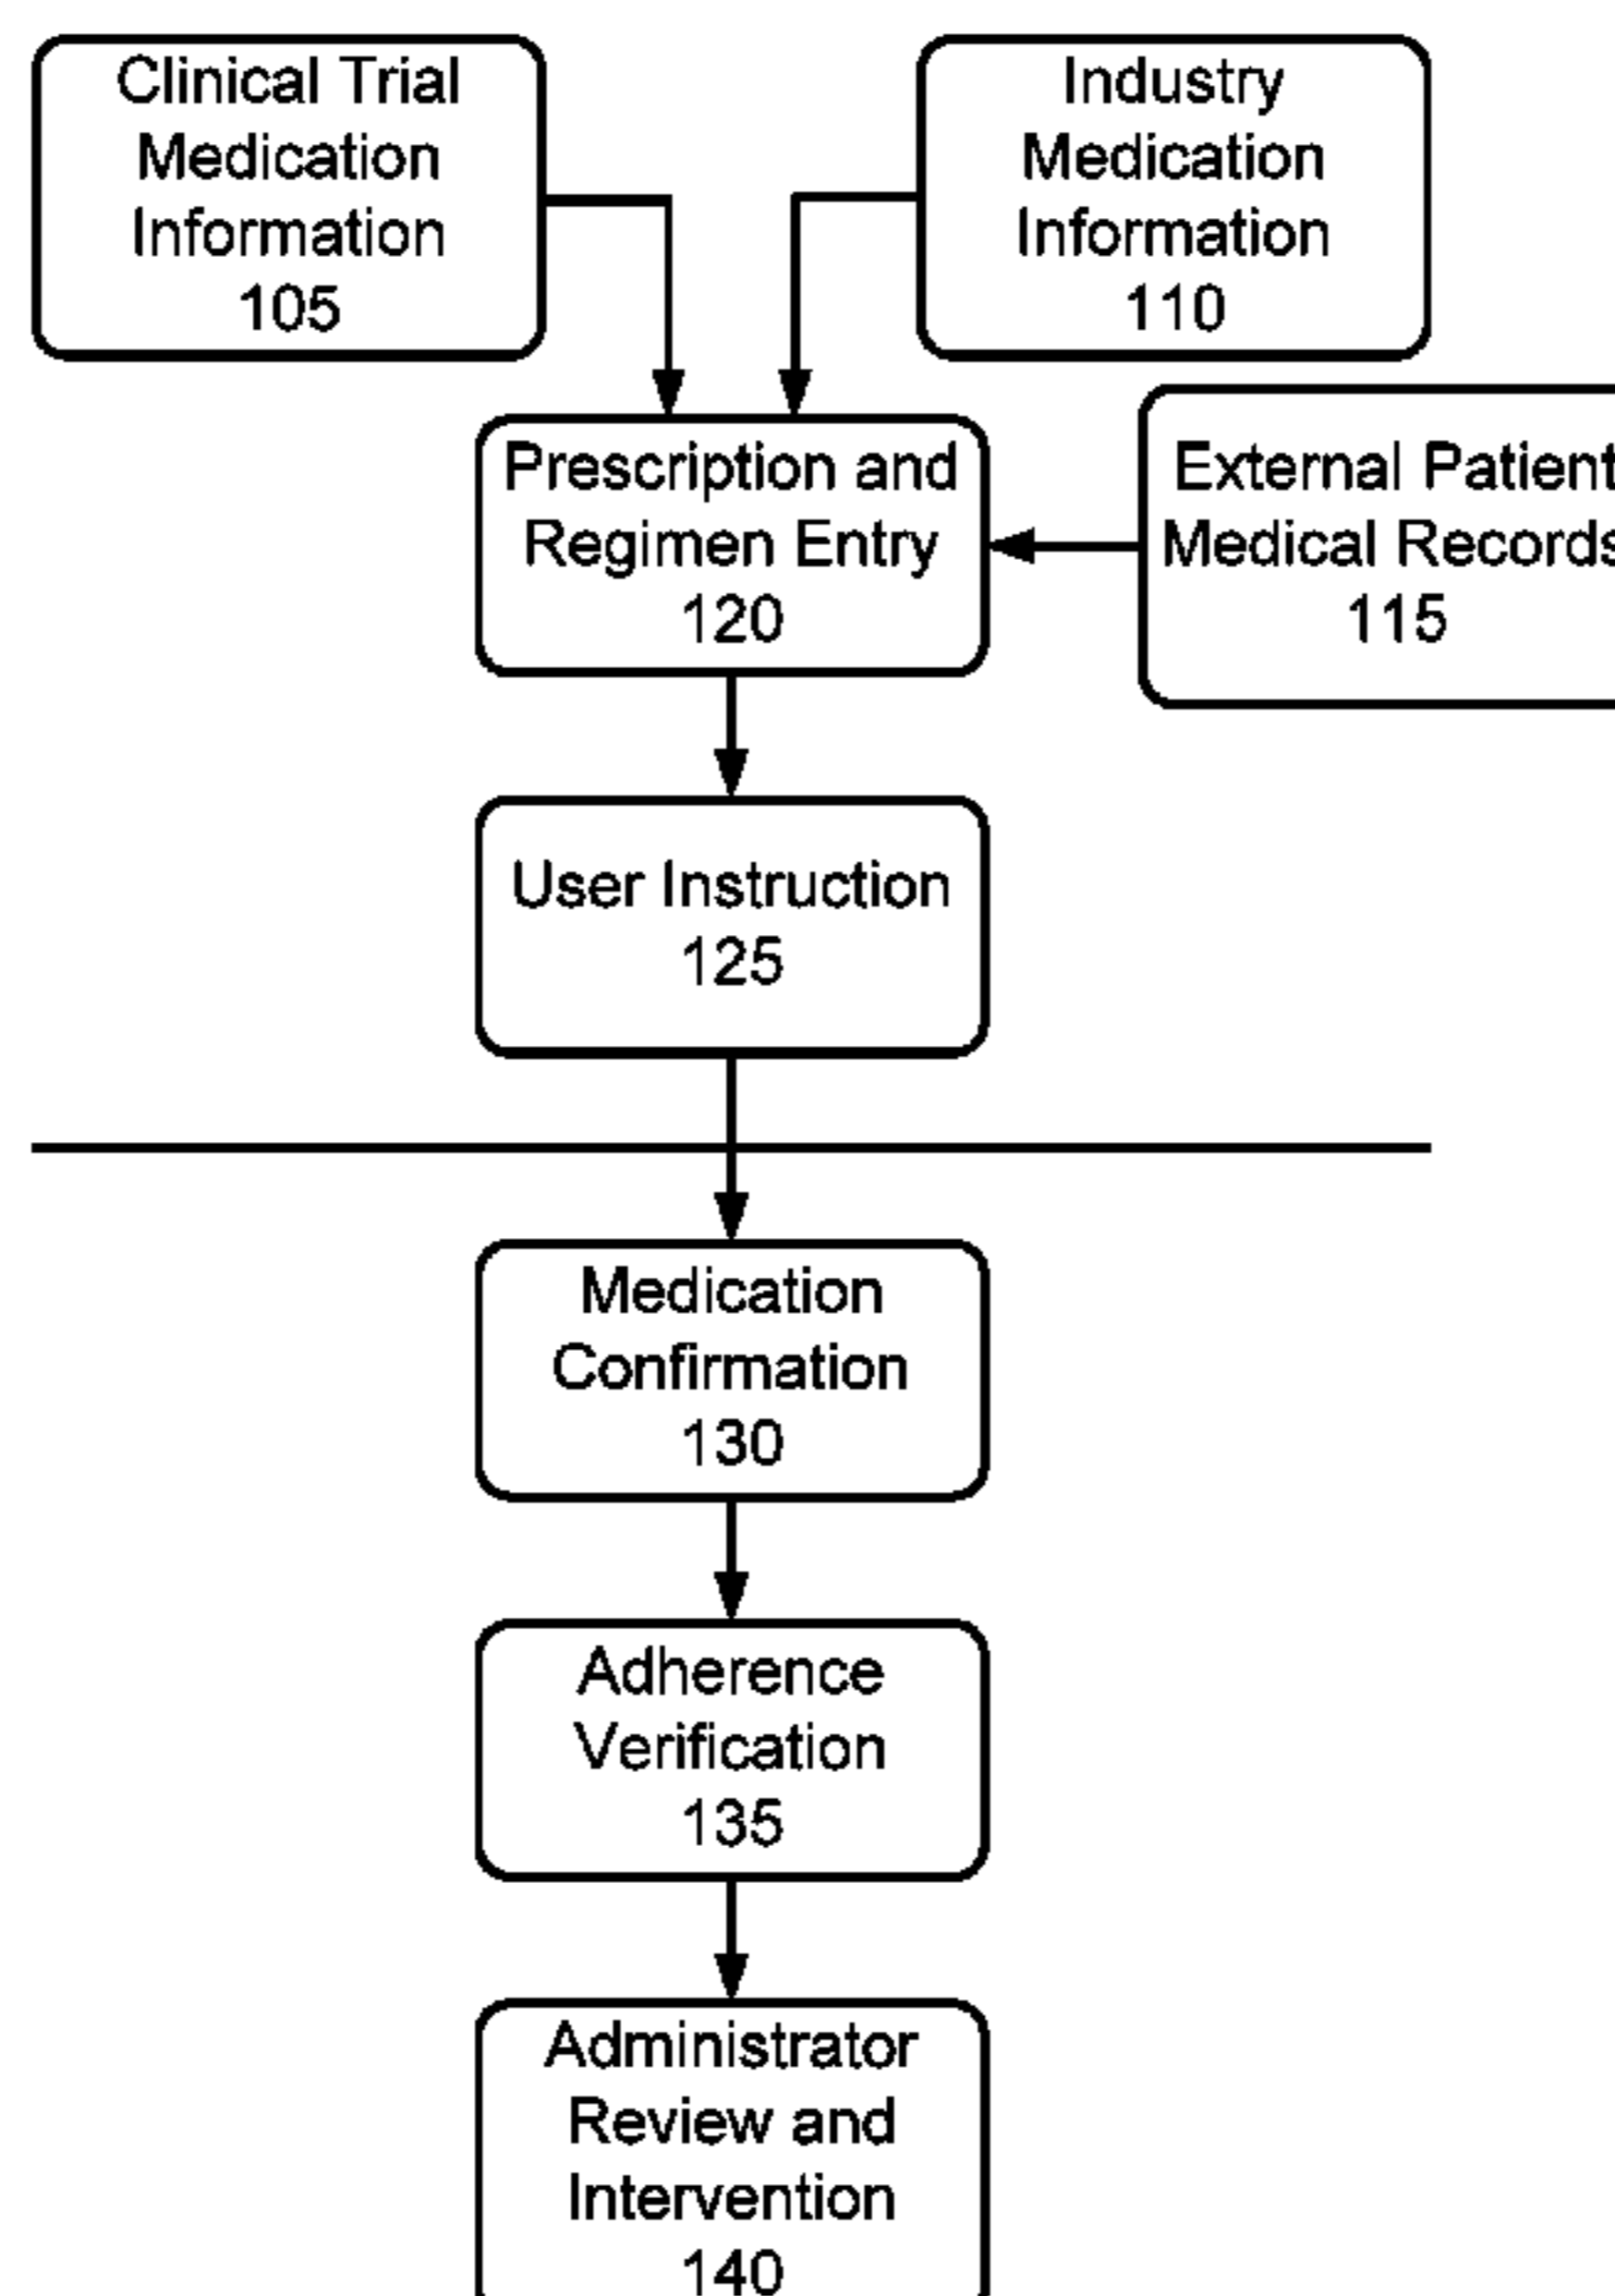 Clinical Trial
Medication
Information
105
Industry
Medication
Information
110
Prescription and
Regimen Entry
120
External Patient
Medical Records
115
User Instruction
125
Medication
Confirmation
130
Adherence
Verification
135
Administrator
Review and
Intervention
140